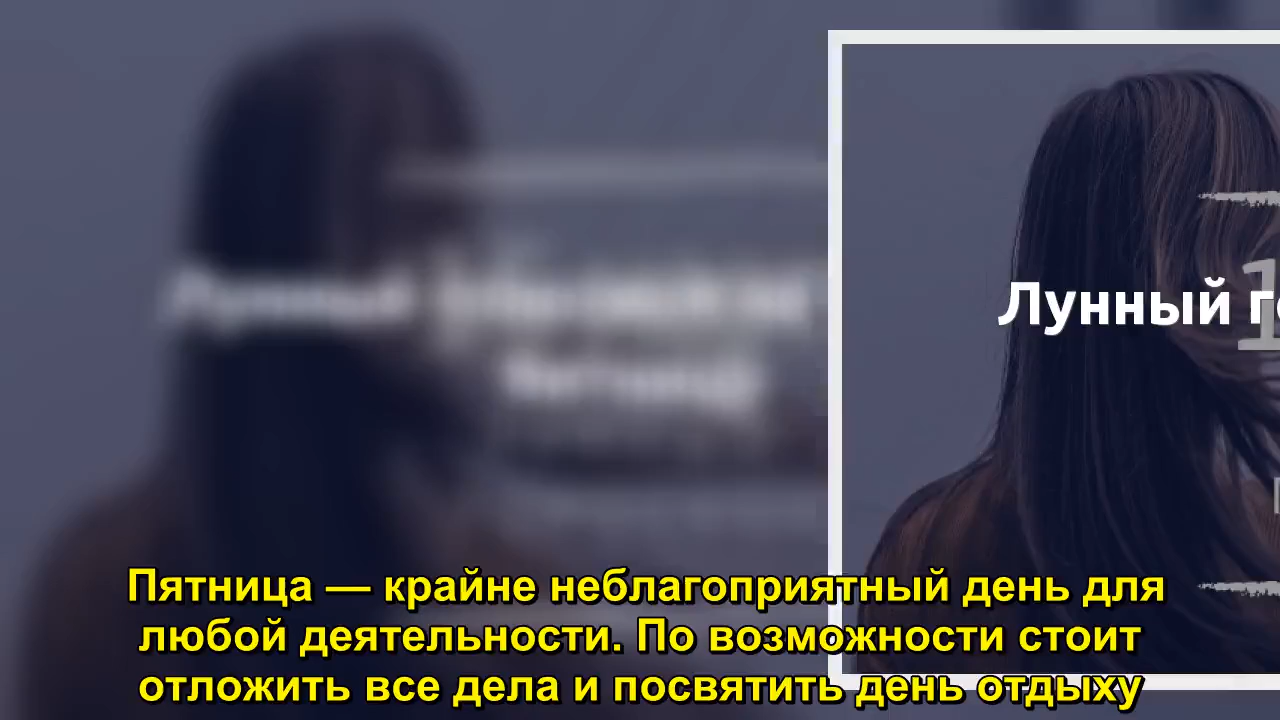 Лунный
Пятница — крайне неблагоприятный день для
любой деятельности. По возможности стоит
отложить все дела и посвятить день отдыху